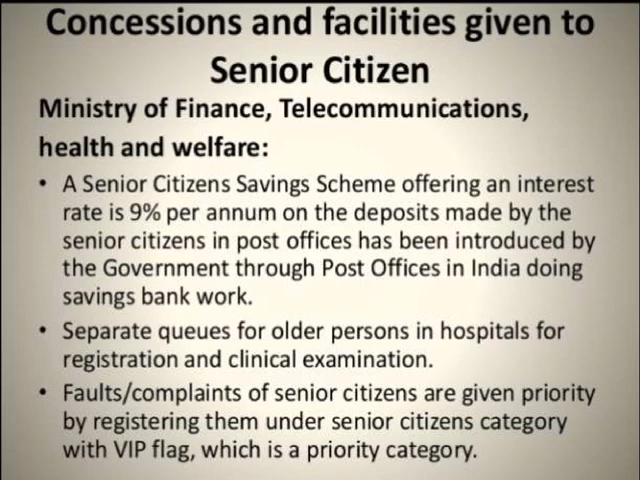 Concessions and facilities given to
Senior Citizen
Ministry of Finance, Telecommunications,
health and welfare:
• A Senior Citizens Savings Scheme offering an interest
rate is 9% per annum on the deposits made by the
senior citizens in post offices has been introduced by
the Government through Post Offices in India doing
savings bank work.
• Separate queues for older persons in hospitals for
registration and clinical examination.
• Faults/complaints of senior citizens are given priority
by registering them under senior citizens category
with VIP flag, which is a priority category.